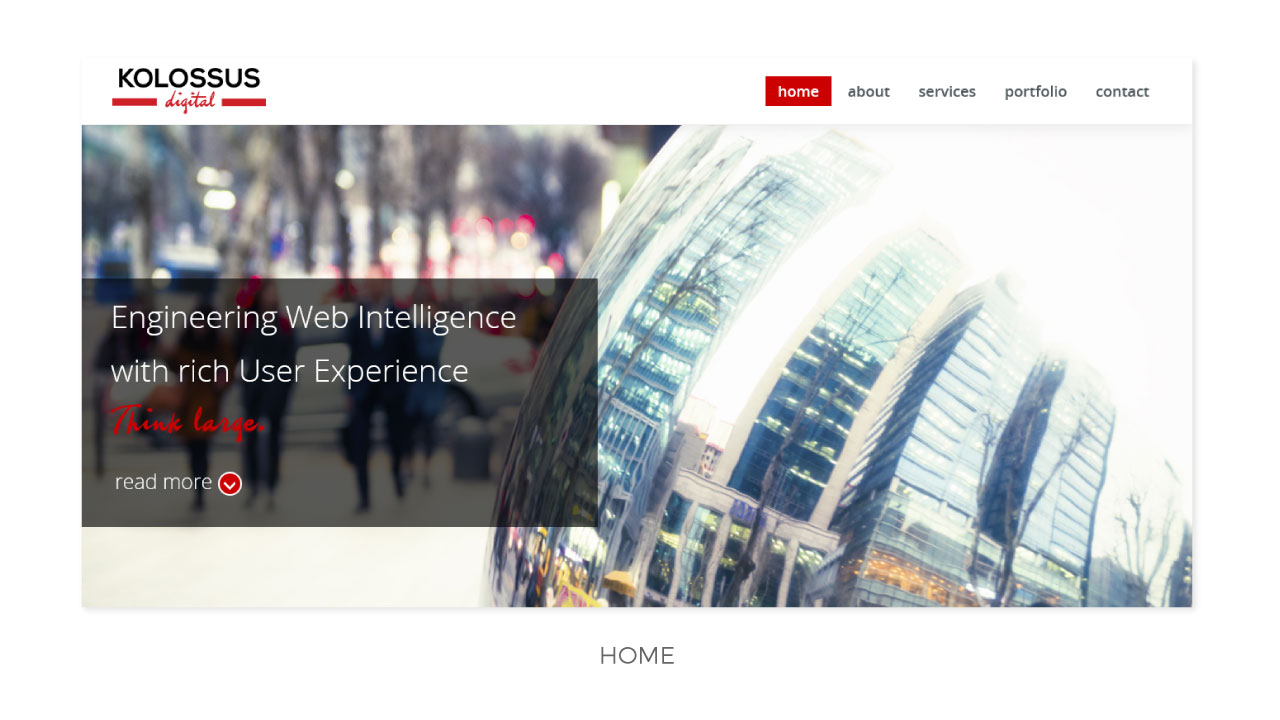 KOLOSSUS
digital
home about services portfolio contact
Engineering Web Intelligence
with rich User Experience
Think large.
read more
HOME